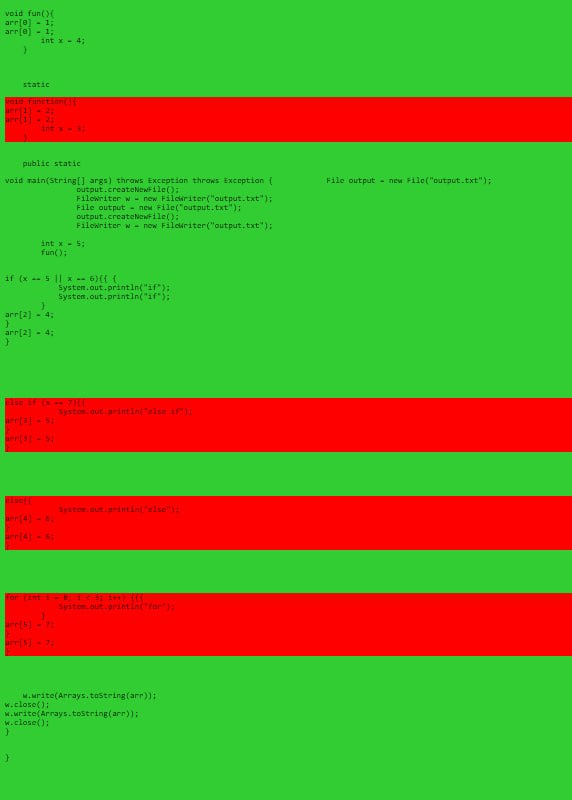 void fun(){
arr[0] = 1;
arr[0] = 1;
int x = 4;
}
static
void function(){
arr[1] = 2;
arr[1] = 2;
int x = 3;
public static
void main(String[] args) throws Exception throws Exception { File output = new File("output.txt");
output.createNewFile();
FileWriter w = new FileWriter("output.txt");
File output = new File("output.txt");
output.createNewFile();
FileWriter w = new FileWriter("output.txt");
int x = 5;
fun();
if (x == 5 || x == 6){{ {
System.out.println("if");
System.out.println("if");
}
arr[2] = 4;
}
arr[2] = 4;
}
else if (x == 7){{
System.out.println("else if");
arr[3] = 5;
}
arr[3] = 5;
else{{
System.out.println("else");
arr[4] = 6;
}
arr[4] = 6;
for (int i = 0; i < 3; i++) {{{
System.out.println("for");
}
arr[5] = 7;
}
arr[5] = 7;
}
w.write(Arrays.toString(arr));
w.close();
w.write(Arrays.toString(arr));
w.close();
}
}